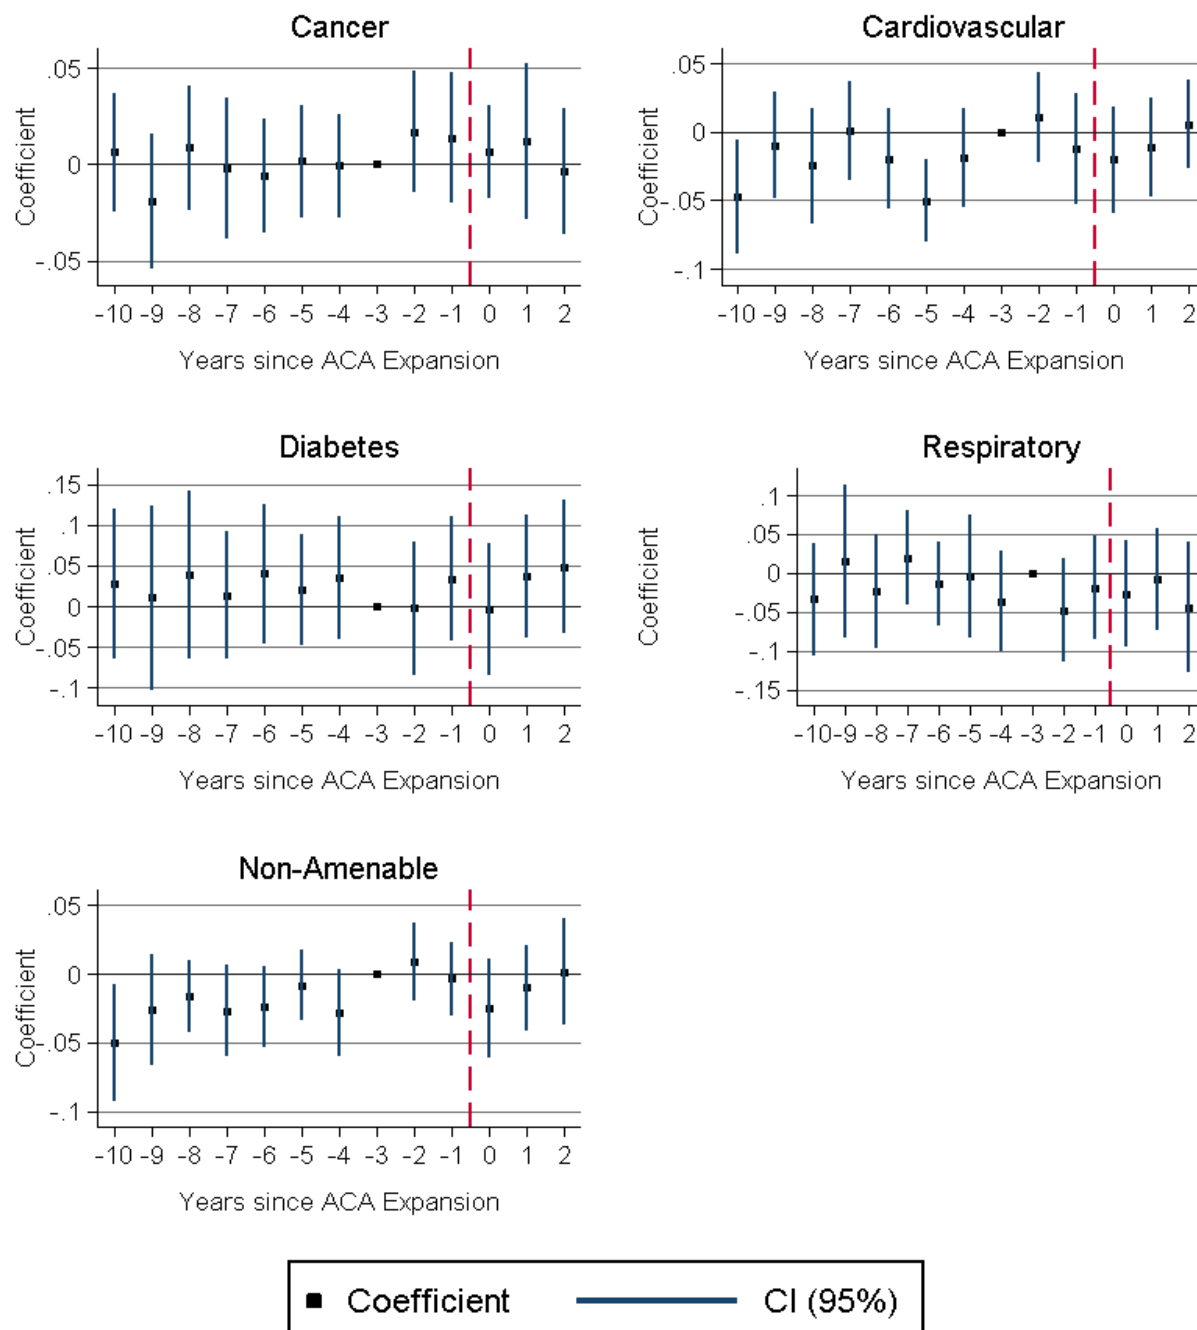 Cancer
Coefficient
.05
0
-.05
-10 -9 -8 -7 -6 -5 -4 -3 -2 -1 0 1 2
Years since ACA Expansion
Cardiovascular
Coefficient
.05
0
-.05
-.1
-10 -9 -8 -7 -6 -5 -4 -3 -2 -1 0 1 2
Years since ACA Expansion
Diabetes
Coefficient
.15
.1
.05
0
-.05
-.1
-10 -9 -8 -7 -6 -5 -4 -3 -2 -1 0 1 2
Years since ACA Expansion
Respiratory
Coefficient
.1
.05
0
-.05
-.1
-.15
-10 -9 -8 -7 -6 -5 -4 -3 -2 -1 0 1 2
Years since ACA Expansion
Non-Amenable
Coefficient
.05
0
-.05
-.1
-10 -9 -8 -7 -6 -5 -4 -3 -2 -1 0 1 2
Years since ACA Expansion
Coefficient CI (95%)